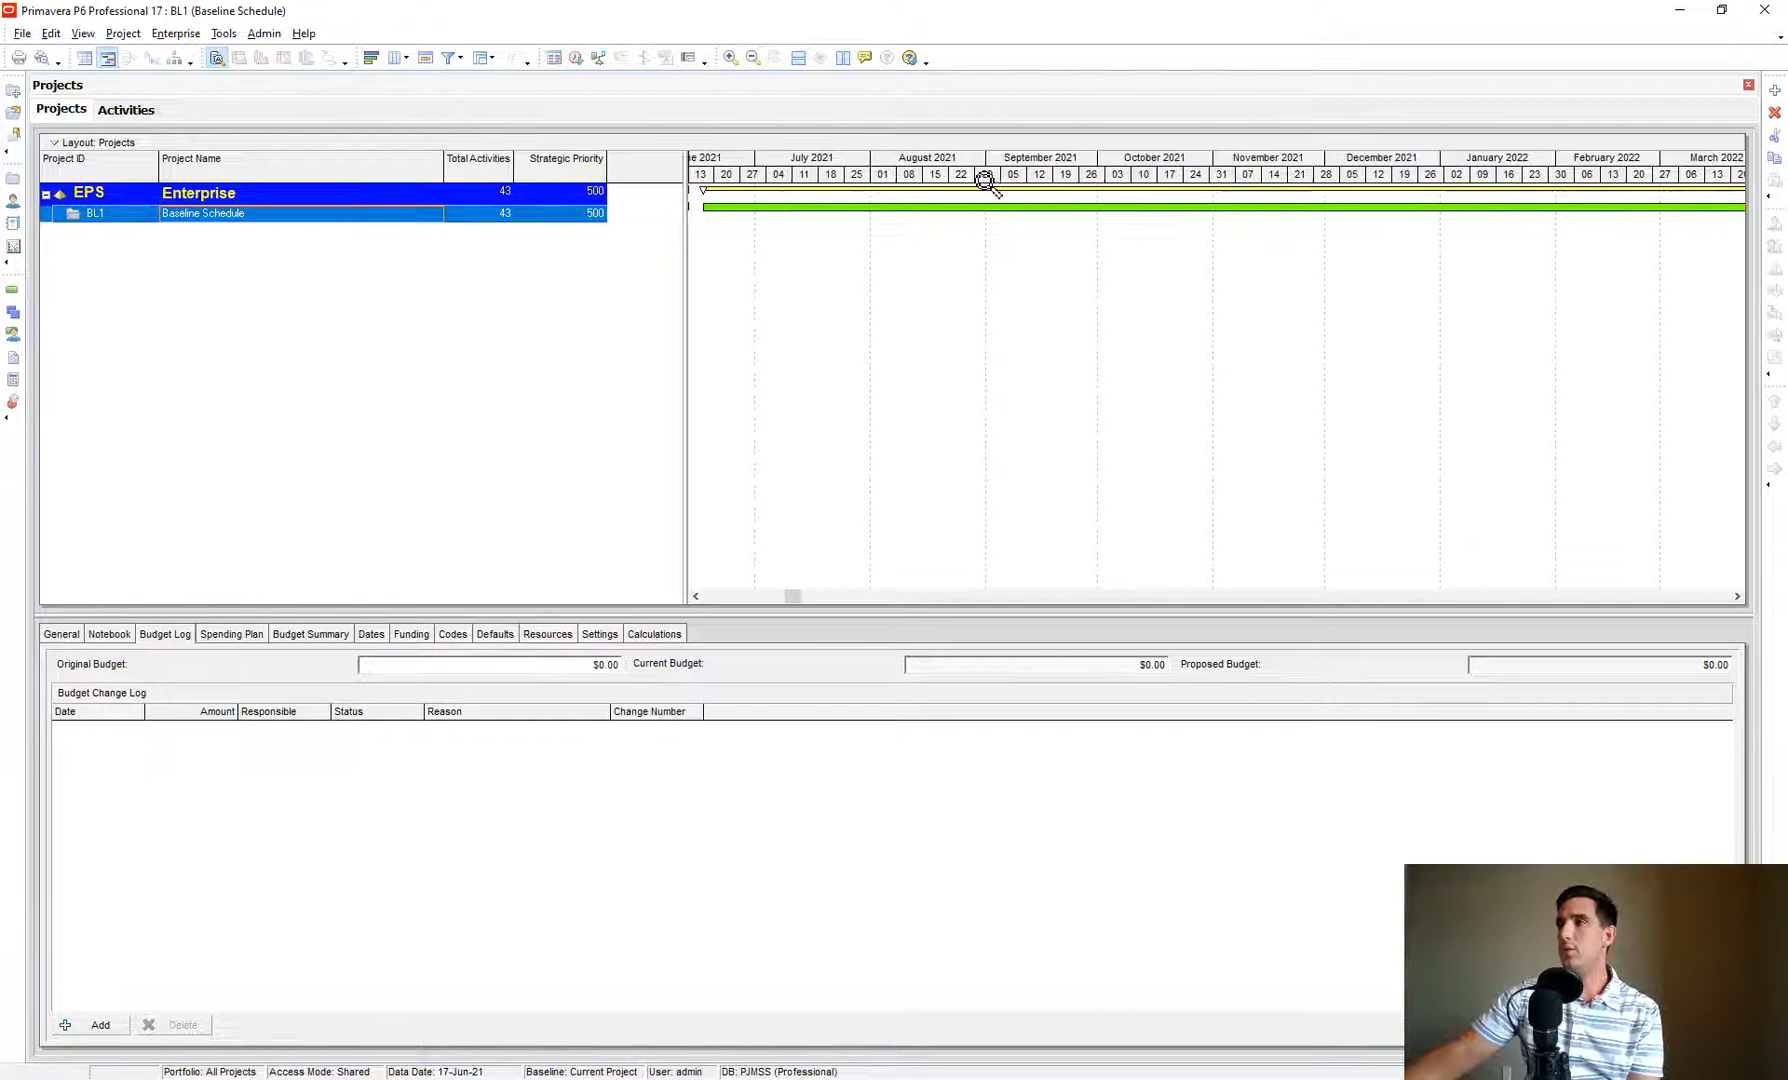 Primavera P6 Professional 17 : BL1 (Baseline Schedule)
File Edit View Project Enterprise Tools Admin Help
Projects
Projects Activities
Layout: Projects
Project ID Project Name Total Activities Strategic Priority
e 2021 July 2021 August 2021 September 2021 October 2021 November 2021 December 2021 January 2022 February 2022 March 2022
13 20 27 04 11 18 25 01 08 15 22 05 12 19 26 03 10 17 24 31 07 14 21 28 05 12 19 26 02 09 16 23 30 06 13 20 27 06 13 2
EPS Enterprise 43 500
BL1 Baseline Schedule 43 500
General Notebook Budget Log Spending Plan Budget Summary Dates Funding Codes Defaults Resources Settings Calculations
Original Budget: $0.00 Current Budget: $0.00 Proposed Budget: $0.00
Budget Change Log
Date Amount Responsible Status Reason Change Number
Add Delete
Portfolio: All Projects Access Mode: Shared Data Date: 17-Jun-21 Baseline: Current Project User: admin DB: PJMSS (Professional)